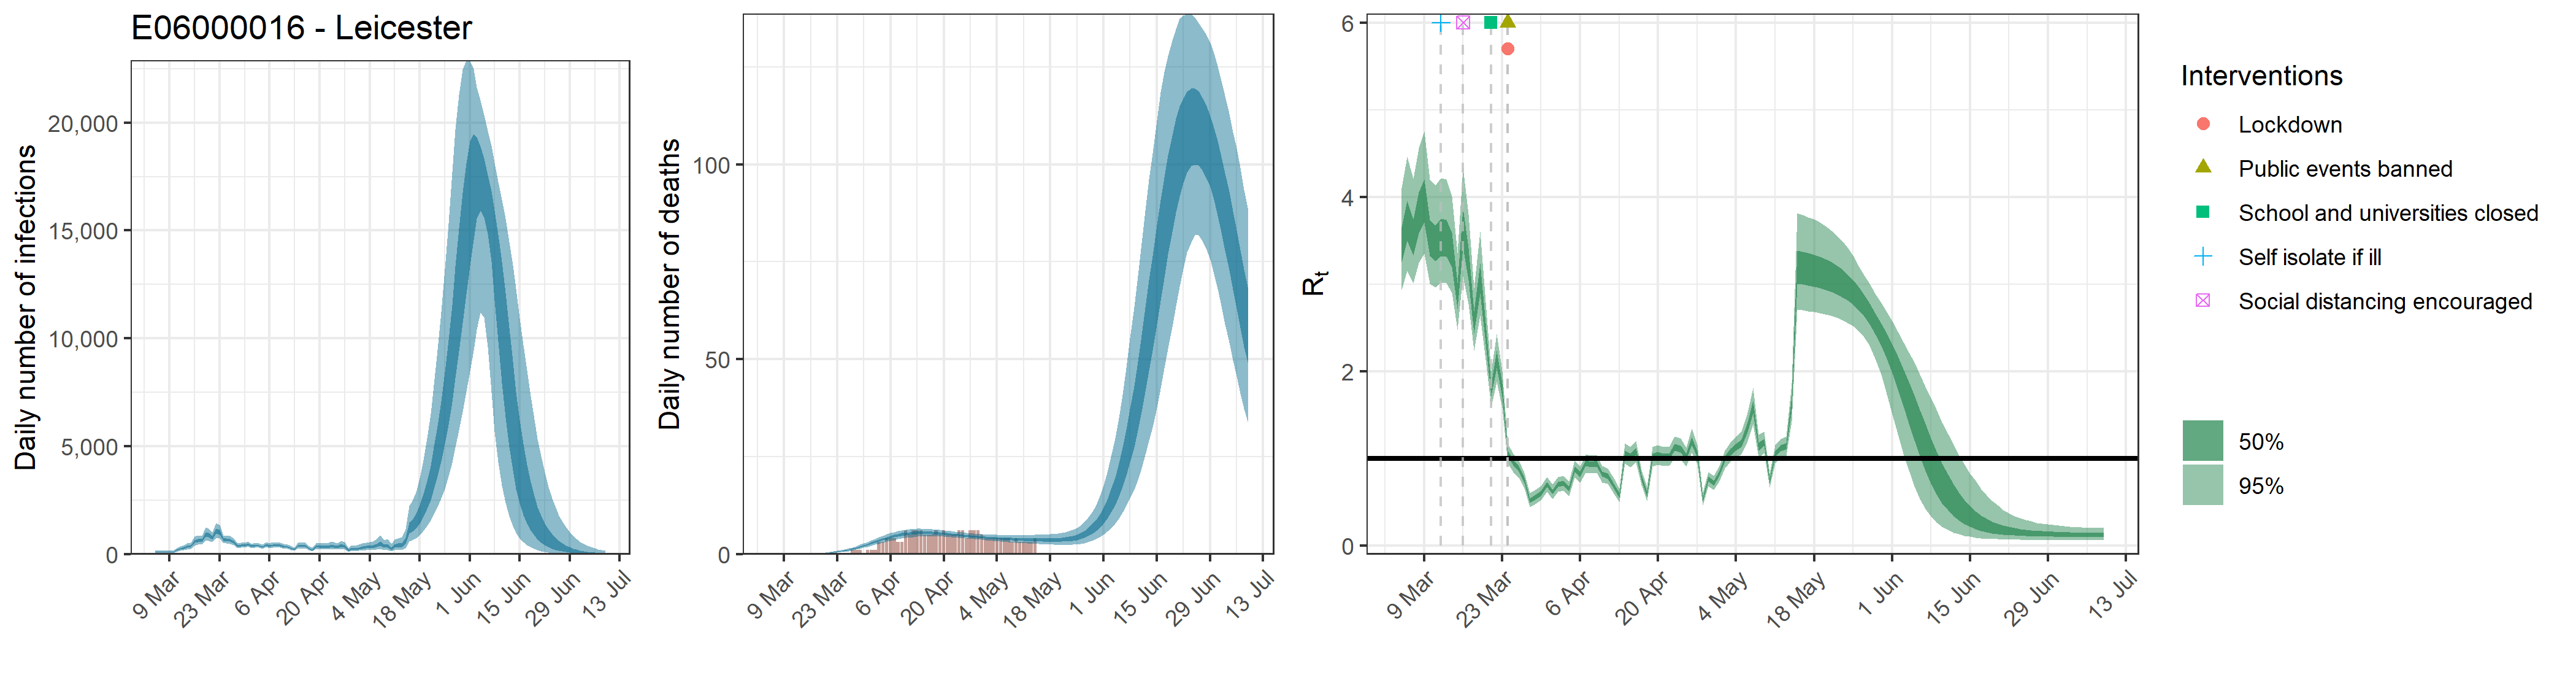 E06000016 - Leicester
Daily number of infections
20,000
15,000
10,000
5,000
0
9 Mar
23 Mar
6 Apr
20 Apr
4 May
18 May
1 Jun
15 Jun
29 Jun
13 Jul
Daily number of deaths
100
50
0
9 Mar
23 Mar
6 Apr
20 Apr
4 May
18 May
1 Jun
15 Jun
29 Jun
13 Jul
Rt
6
4
2
0
9 Mar
23 Mar
6 Apr
20 Apr
4 May
18 May
1 Jun
15 Jun
29 Jun
13 Jul
Interventions
Lockdown
Public events banned
School and universities closed
Self isolate if ill
Social distancing encouraged
50%
95%